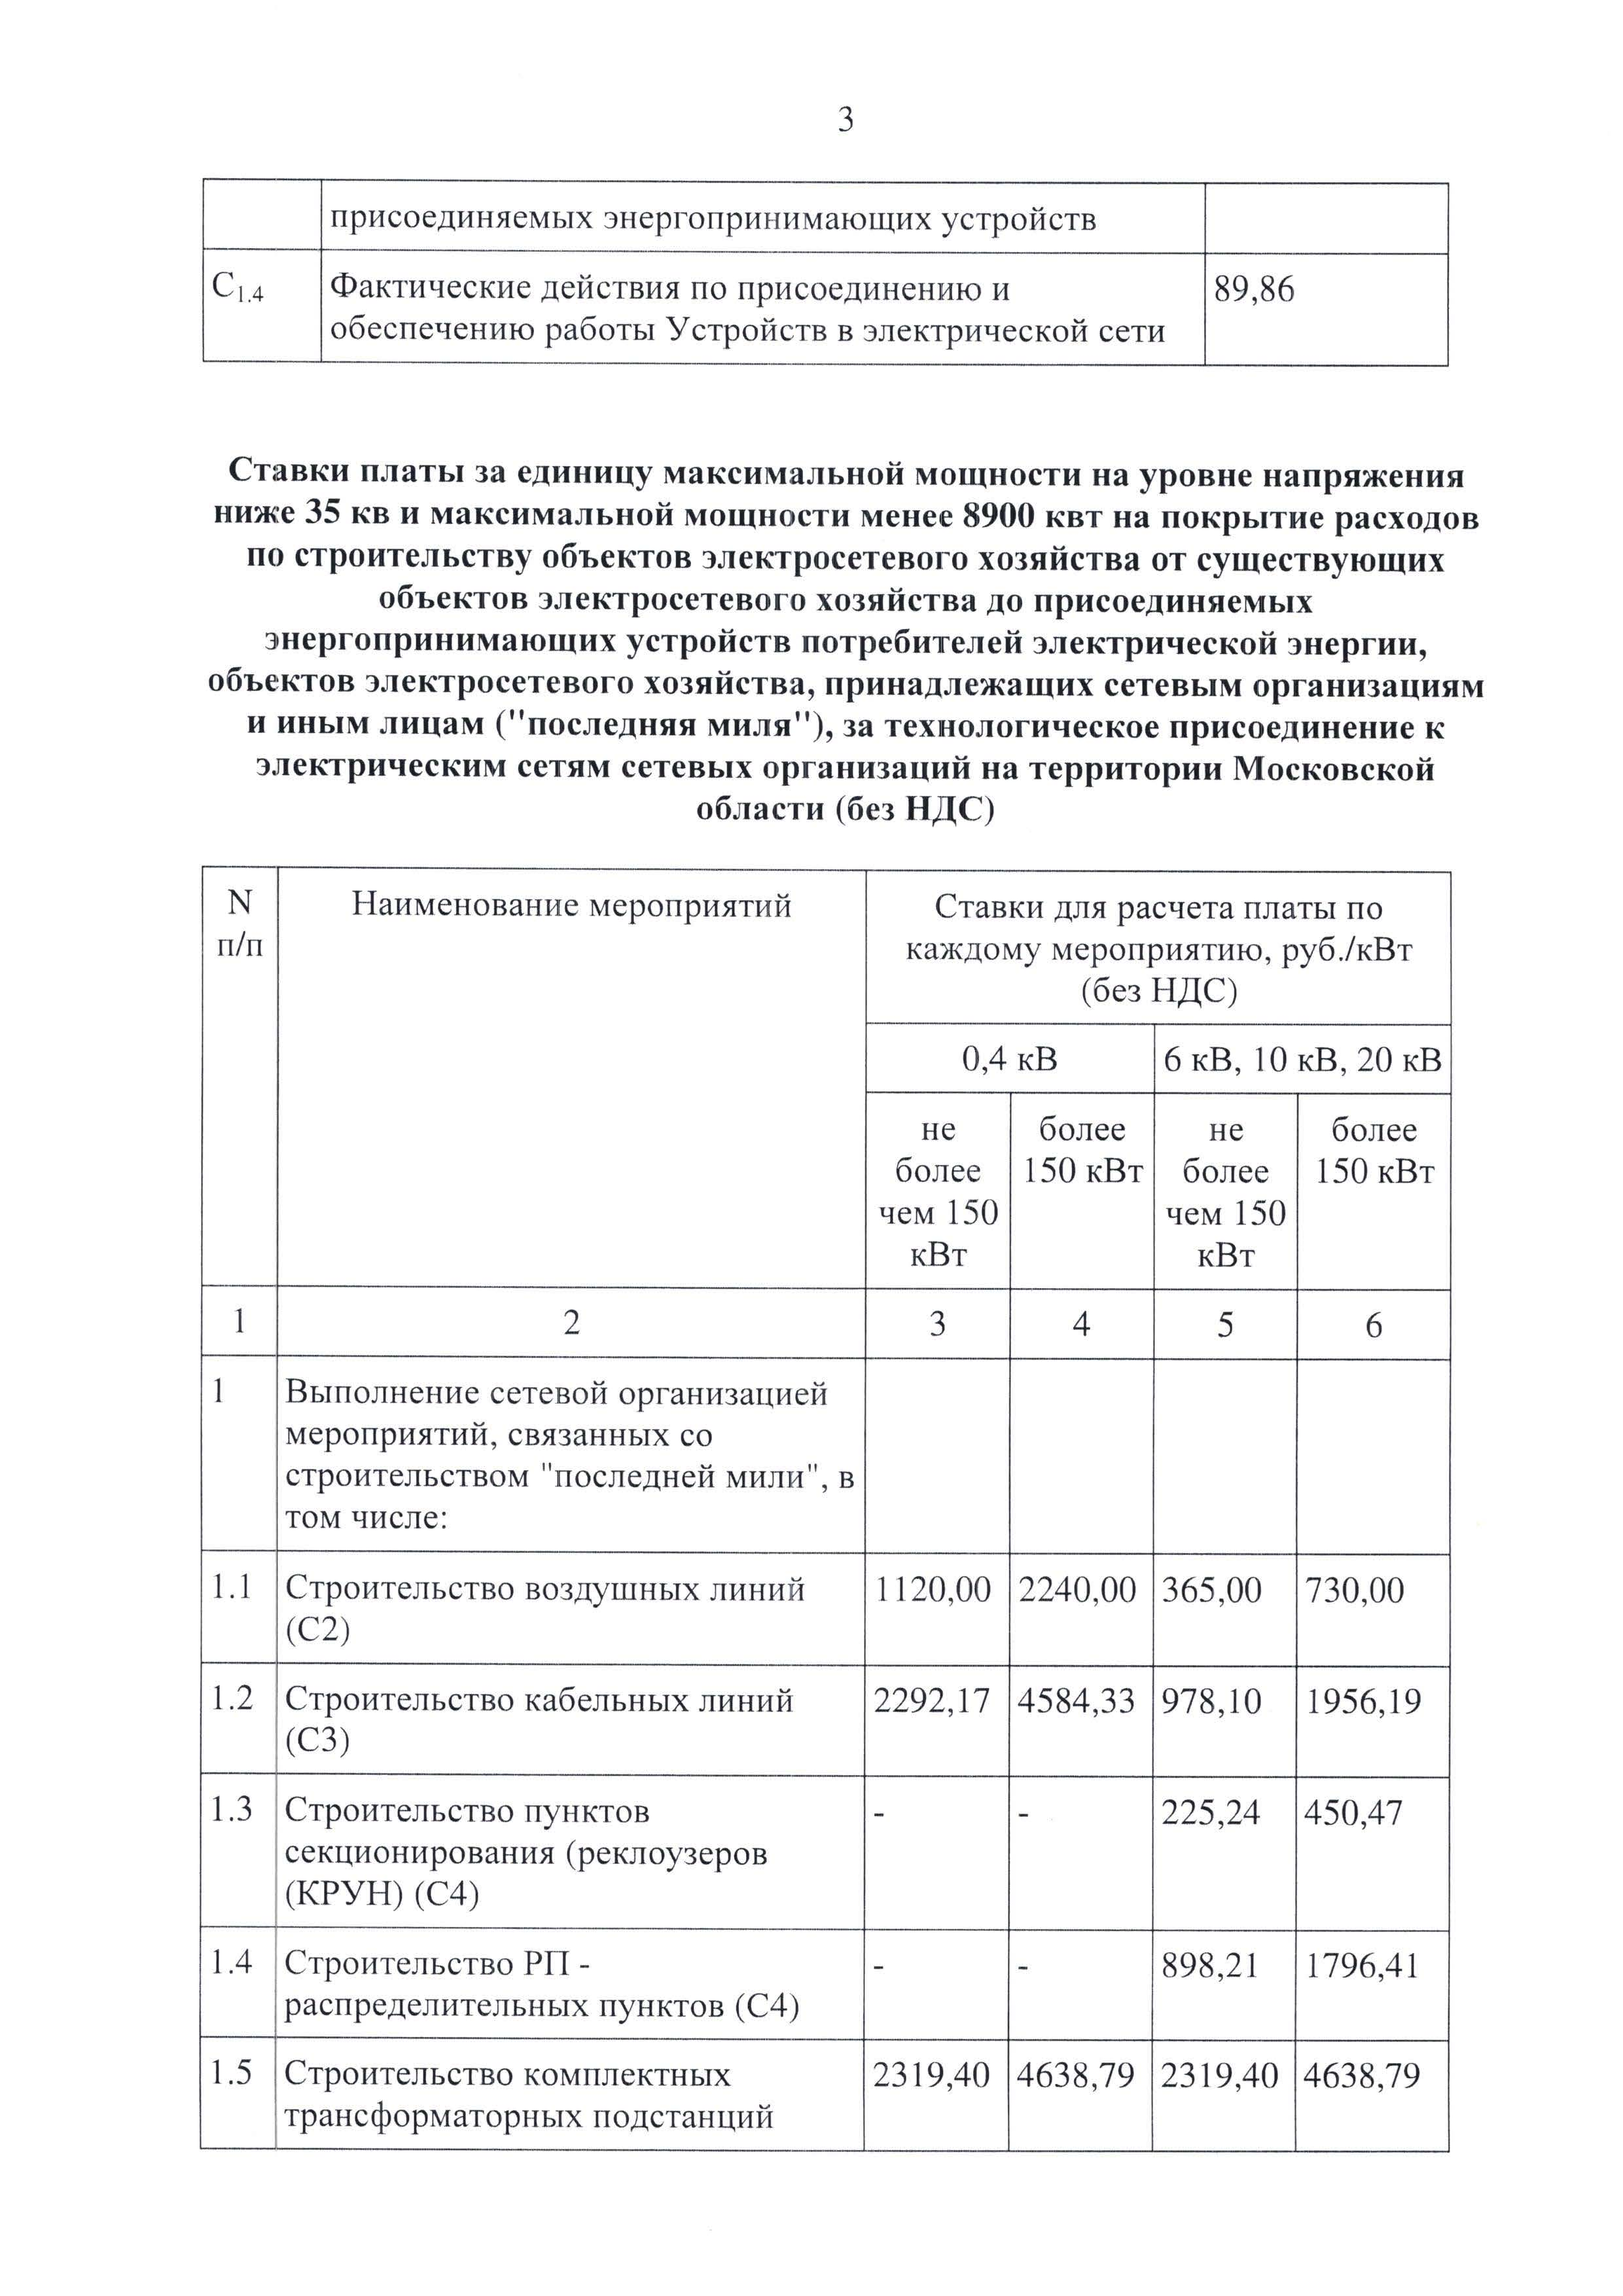 3
присоединяемых энергопринимающих устройств
C1.4
Фактические действия по присоединению и
обеспечению работы Устройств в электрической сети
89,86
Ставки платы за единицу максимальной мощности на уровне напряжения
ниже 35 кв и максимальной мощности менее 8900 квт на покрытие расходов
по строительству объектов электросетевого хозяйства от существующих
объектов электросетевого хозяйства до присоединяемых
энергопринимающих устройств потребителей электрической энергии,
объектов электросетевого хозяйства, принадлежащих сетевым организациям
и иным лицам ("последняя миля"), за технологическое присоединение к
электрическим сетям сетевых организаций на территории Московской
области (без НДС)
N
п/п
Наименование мероприятий
Ставки для расчета платы по
каждому мероприятию, руб./кВт
(без НДС)
0,4 кВ
6 кВ, 10 кВ, 20 кВ
не
более
чем 150
кВт
более
150 кВт
не
более
чем 150
кВт
более
150 кВт
1 2 3 4 5 6
1
Выполнение сетевой организацией
мероприятий, связанных со
строительством "последней мили", в
том числе:
1.1 Строительство воздушных линий 1120,00 2240,00 365,00 730,00
(С2)
1.2 Строительство кабельных линий 2292,17 4584,33 978,10 1956,19
(С3)
1.3 Строительство пунктов - - 225,24 450,47
секционирования (реклоузеров
(КРУН) (С4)
1.4 Строительство РП - - - 898,21 1796,41
распределительных пунктов (С4)
1.5 Строительство комплектных 2319,40 4638,79 2319,40 4638,79
трансформаторных подстанций